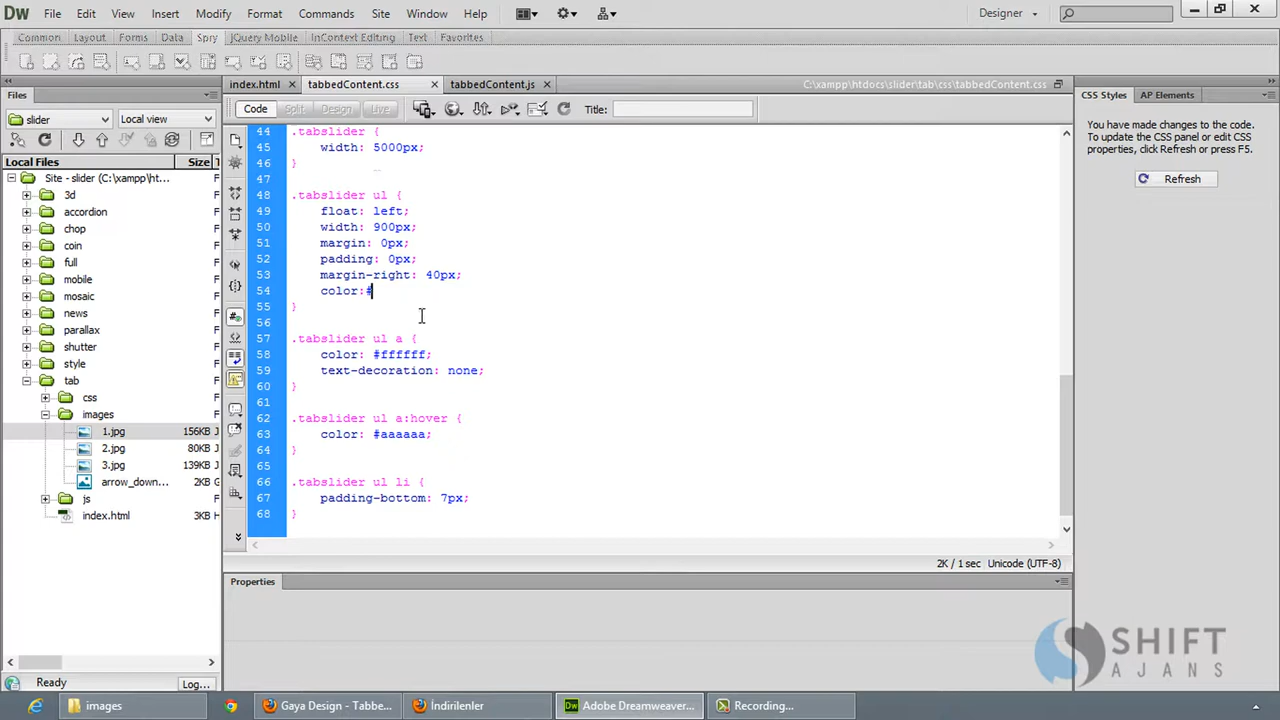 Dw File Edit View Insert Modify Format Commands Site Window Help Designer
Common Layout Forms Data Spry jQuery Mobile InContext Editing Text Favorites
Files
slider Local view
Local Files Size T
Site - slider (C:\xampp\ht...
3d F
accordion F
chop F
coin F
full F
mobile F
mosaic F
news F
parallax F
shutter F
style F
tab F
css F
images F
1.jpg 156KB J
2.jpg 80KB J
3.jpg 139KB J
arrow_down... 2KB G
js F
index.html 3KB F
Ready Log...
index.html tabbedContent.css tabbedContent.js C:\xampp\htdocs\slider\tab\css\tabbedContent.css
Code Split Design Live Title:
44 .tabslider {
45 width: 5000px;
46 }
47
48 .tabslider ul {
49 float: left;
50 width: 900px;
51 margin: 0px;
52 padding: 0px;
53 margin-right: 40px;
54 color:#
55 }
56
57 .tabslider ul a {
58 color: #ffffff;
59 text-decoration: none;
60 }
61
62 .tabslider ul a:hover {
63 color: #aaaaaa;
64 }
65
66 .tabslider ul li {
67 padding-bottom: 7px;
68 }
2K / 1 sec Unicode (UTF-8)
Properties
CSS Styles AP Elements
You have made changes to the code.
To update the CSS panel or edit CSS
properties, click Refresh or press F5.
Refresh
SHIFT
AJANS
images Gaya Design - Tabbe... İndirilenler Dw Adobe Dreamweaver... Recording...